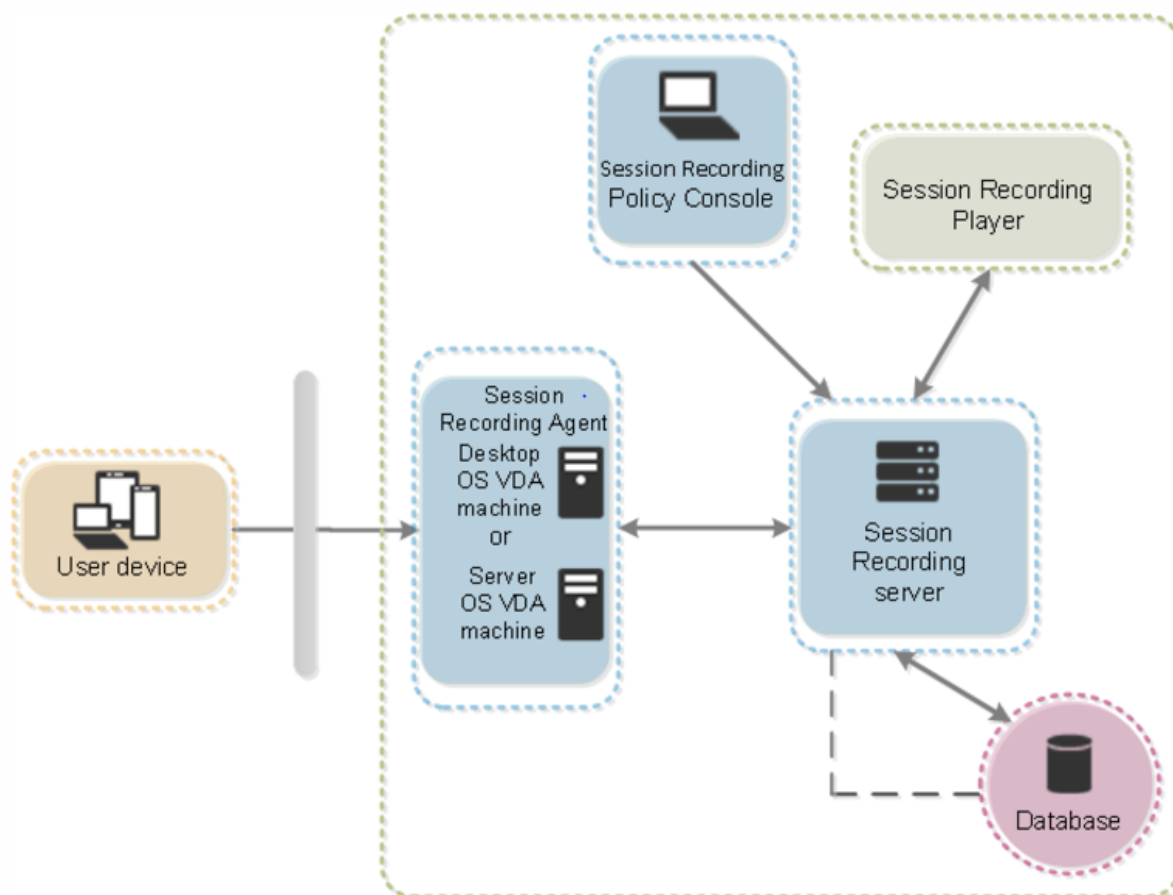 Session Recording
Policy Console
Session Recording
Player
Session
Recording Agent
Desktop
OS VDA
machine
or
Server
OS VDA
machine
User device
Session
Recording
server
Database